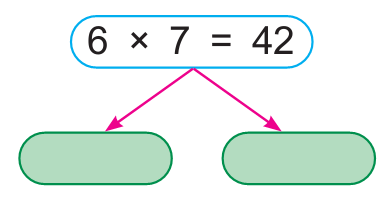 6 × 7 = 42